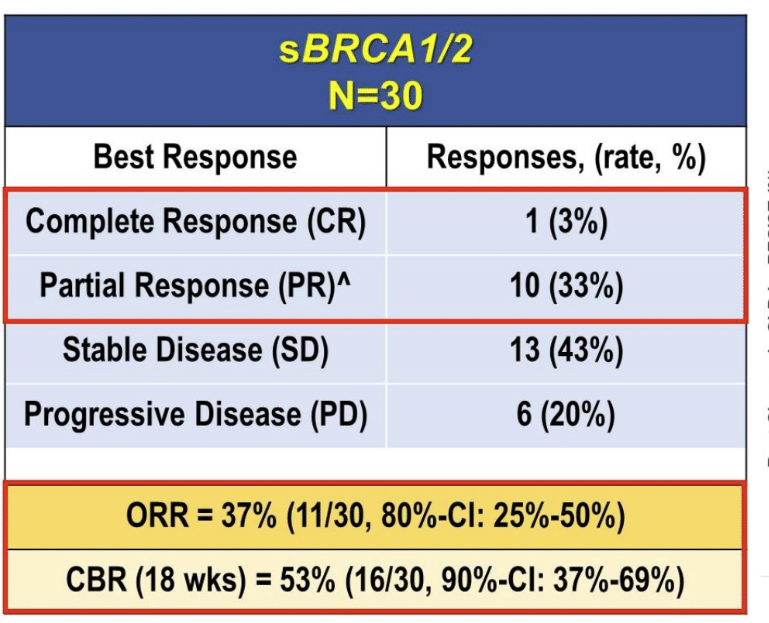 sBRCA1/2
N=30
Best Response Responses, (rate, %)
Complete Response (CR) 1 (3%)
Partial Response (PR)^ 10 (33%)
Stable Disease (SD) 13 (43%)
Progressive Disease (PD) 6 (20%)
ORR = 37% (11/30, 80%-CI: 25%-50%)
CBR (18 wks) = 53% (16/30, 90%-CI: 37%-69%)